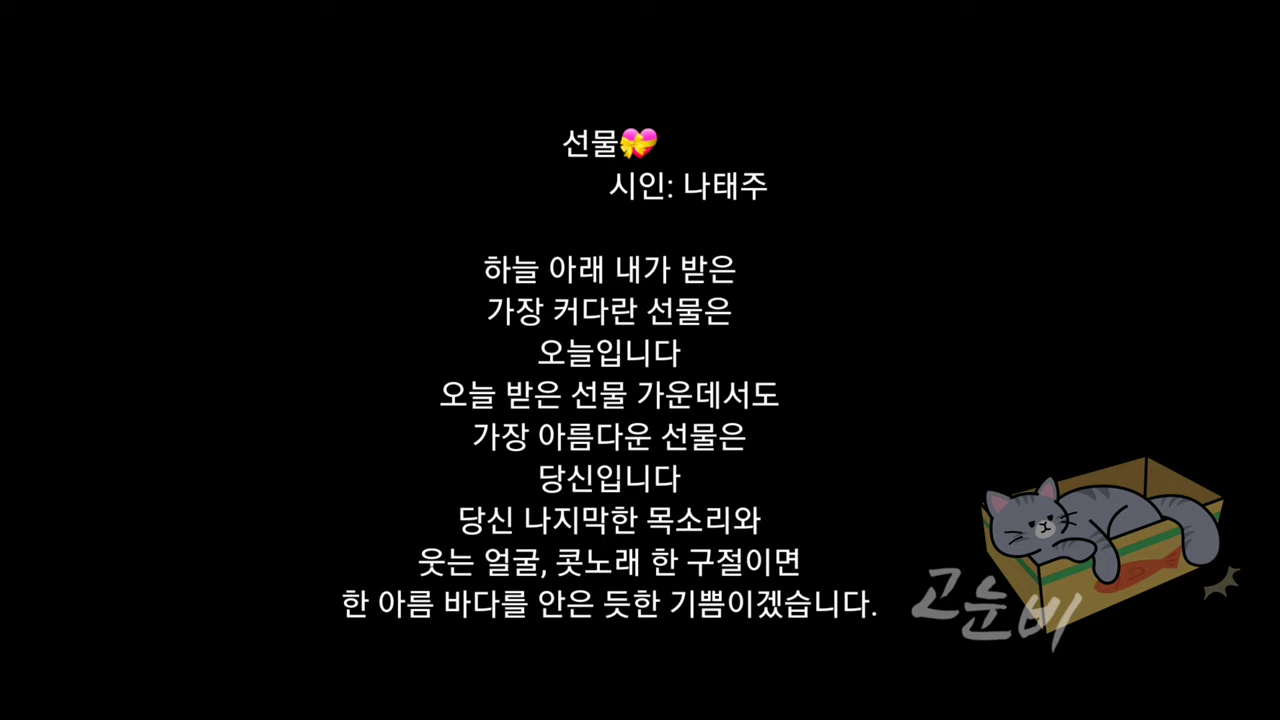 선물💝
시인: 나태주
하늘 아래 내가 받은
가장 커다란 선물은
오늘입니다
오늘 받은 선물 가운데서도
가장 아름다운 선물은
당신입니다
당신 나지막한 목소리와
웃는 얼굴, 콧노래 한 구절이면
한 아름 바다를 안은 듯한 기쁨이겠습니다.
고눈비